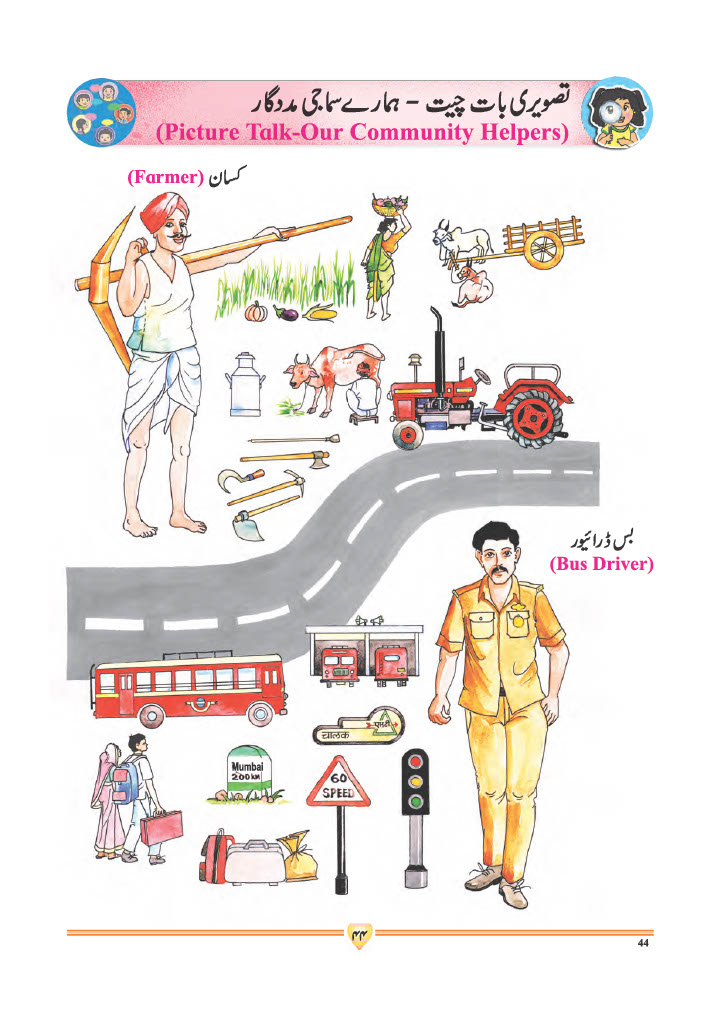 تصویری بات چیت - ہمارے سماجی مددگار
(Picture Talk-Our Community Helpers)
کسان (Farmer)
بس ڈرائیور
(Bus Driver)
चालक
एसटी
Mumbai
200 KM
60
SPEED
۴۴
44